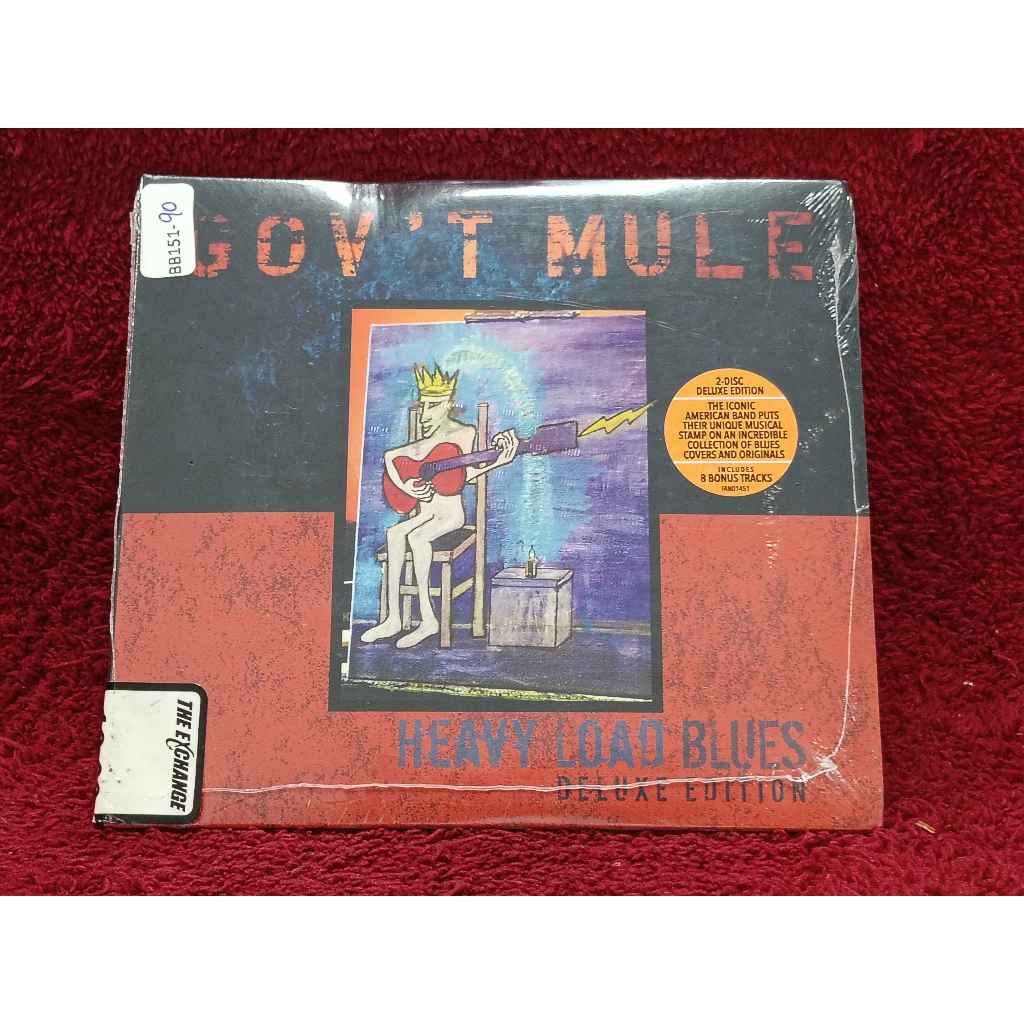 BB151-90
GOV'T MULE
2-DISC
DELUXE EDITION
THE ICONIC
AMERICAN BAND PUTS
THEIR UNIQUE MUSICAL
STAMP ON AN INCREDIBLE
COLLECTION OF BLUES
COVERS AND ORIGINALS
INCLUDES
8 BONUS TRACKS
FAN01451
HEAVY LOAD BLUES
DELUXE EDITION
THE EXCHANGE